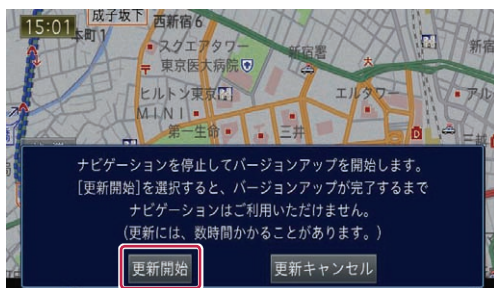 15:01
成子坂下
西新宿6
本町1
スクエアタワー
新宿署
新宿
東京医大病院
ヒルトン東京
エルタワー
アル
MINI
第一生命
三井
三越
ナビゲーションを停止してバージョンアップを開始します。
[更新開始]を選択すると、バージョンアップが完了するまで
ナビゲーションはご利用いただけません。
(更新には、数時間かかることがあります。)
更新開始
更新キャンセル